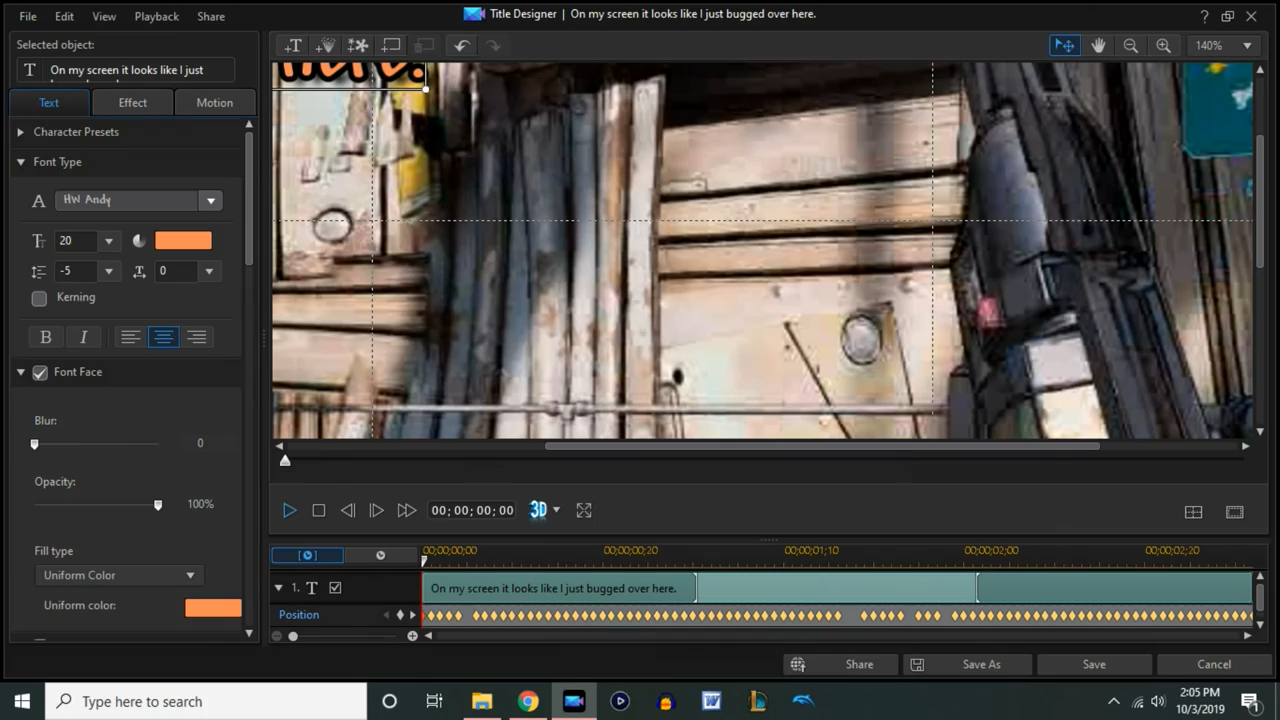 File Edit View Playback Share
Title Designer | On my screen it looks like I just bugged over here.
Selected object:
T On my screen it looks like I just
Text Effect Motion
140%
Character Presets
Font Type
HW Andy
20
-5 0
Kerning
B I
Font Face
Blur:
0
Opacity:
100%
Fill type
Uniform Color
Uniform color:
here.
00;00;00;00 3D
00;00;00;00 00;00;00;20 00;00;01;10 00;00;02;00 00;00;02;20
1. T On my screen it looks like I just bugged over here.
Position
Share Save As Save Cancel
Type here to search
2:05 PM
10/3/2019